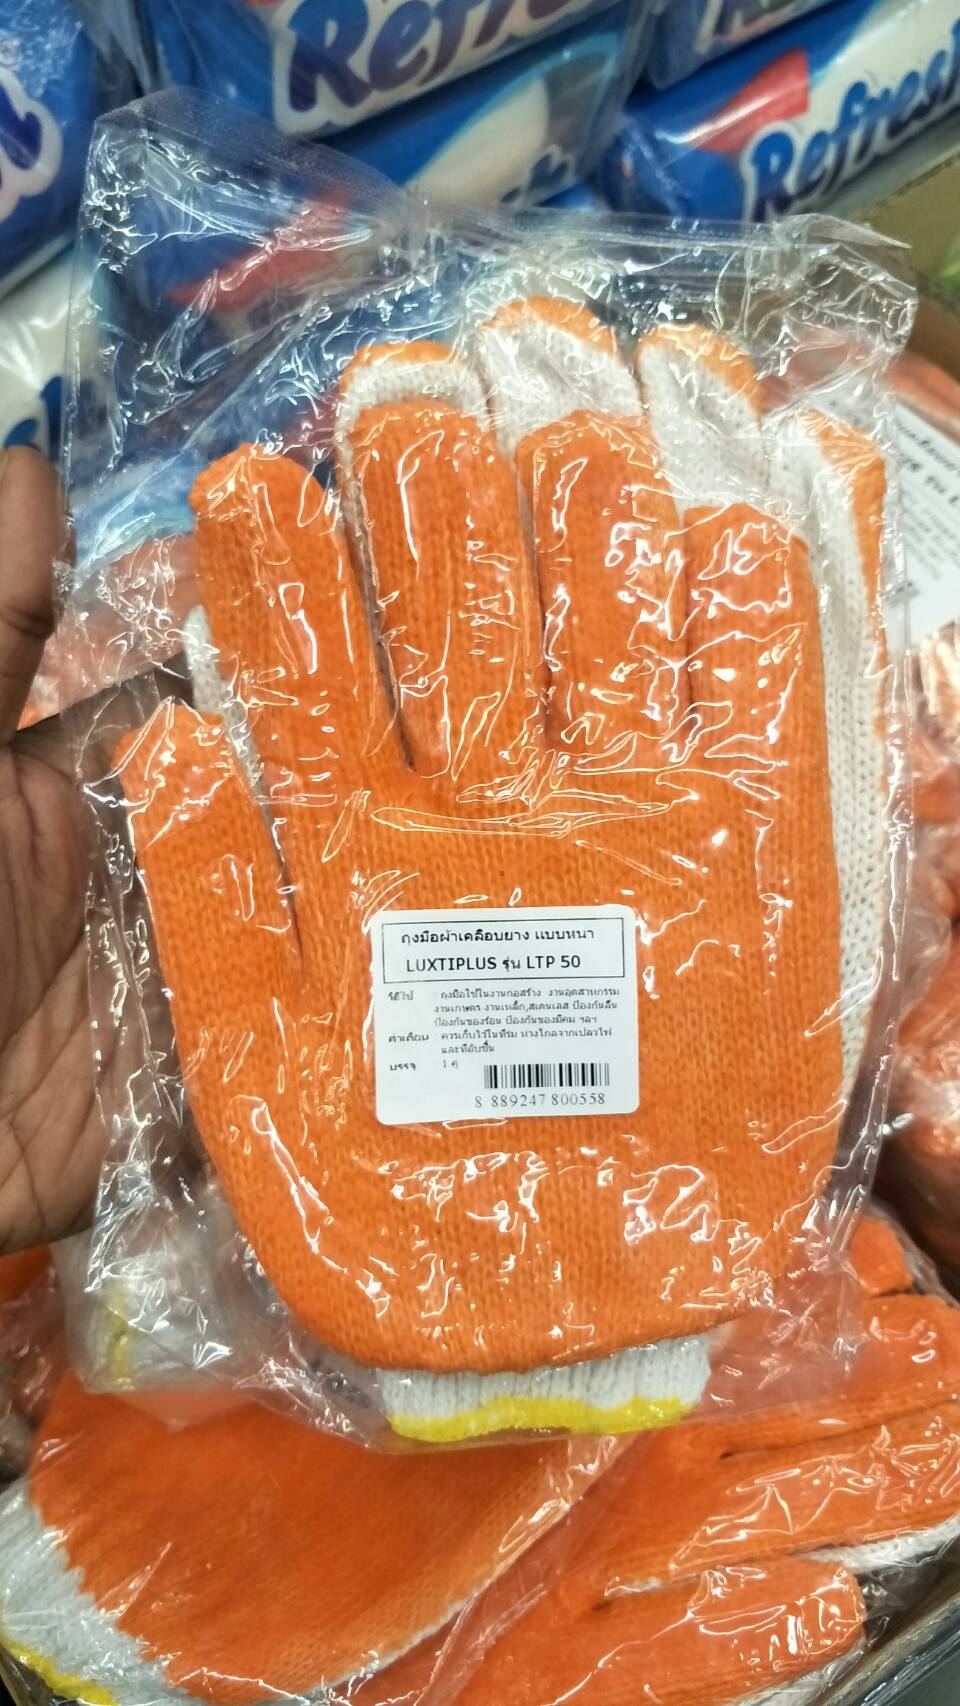 Refre
Refresh
ถุงมือผ้าเคลือบยาง แบบหนา
LUXTIPLUS รุ่น LTP 50
วิธีใช้ : ถุงมือใช้ในงานก่อสร้าง งานอุตสาหกรรม
งานเกษตร งานเหล็ก,สเตนเลส ป้องกันลื่น
ป้องกันของร้อน ป้องกันของมีคม ฯลฯ
คำเตือน : ควรเก็บไว้ในที่ร่ม ห่างไกลจากเปลวไฟ
และที่อับชื้น
บรรจุ : 1 คู่
8 889247 800558